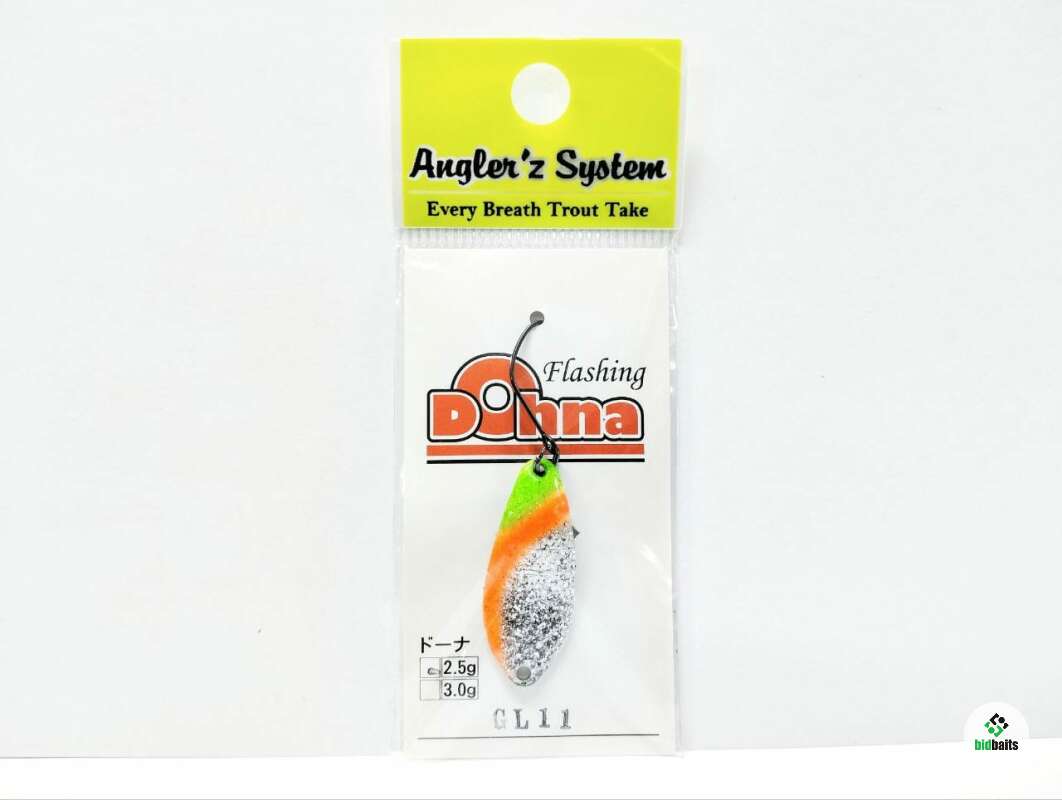 Angler'z System
Every Breath Trout Take
Flashing
Dohna
ドーナ
2.5g
3.0g
GL11
bidbaits